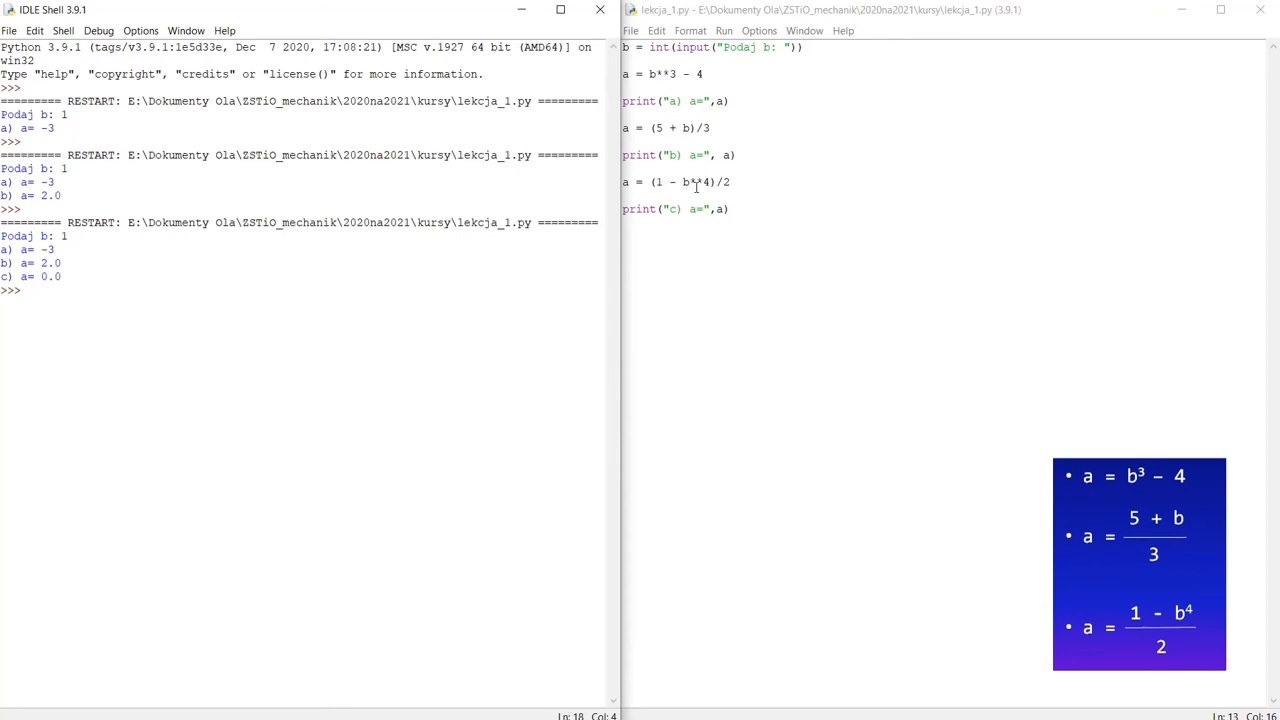 IDLE Shell 3.9.1
File Edit Shell Debug Options Window Help
Python 3.9.1 (tags/v3.9.1:1e5d33e, Dec  7 2020, 17:08:21) [MSC v.1927 64 bit (AMD64)] on
win32
Type "help", "copyright", "credits" or "license()" for more information.
>>>
========= RESTART: E:\Dokumenty Ola\ZSTiO_mechanik\2020na2021\kursy\lekcja_1.py =========
Podaj b: 1
a) a= -3
>>>
========= RESTART: E:\Dokumenty Ola\ZSTiO_mechanik\2020na2021\kursy\lekcja_1.py =========
Podaj b: 1
a) a= -3
b) a= 2.0
>>>
========= RESTART: E:\Dokumenty Ola\ZSTiO_mechanik\2020na2021\kursy\lekcja_1.py =========
Podaj b: 1
a) a= -3
b) a= 2.0
c) a= 0.0
>>>
Ln: 18 Col: 4
lekcja_1.py - E:\Dokumenty Ola\ZSTiO_mechanik\2020na2021\kursy\lekcja_1.py (3.9.1)
File Edit Format Run Options Window Help
b = int(input("Podaj b: "))
a = b**3 - 4
print("a) a=",a)
a = (5 + b)/3
print("b) a=", a)
a = (1 - b**4)/2
print("c) a=",a)
• a = b³ – 4
5 + b
• a =
3
1 - b⁴
• a =
2
Ln: 13 Col: 16